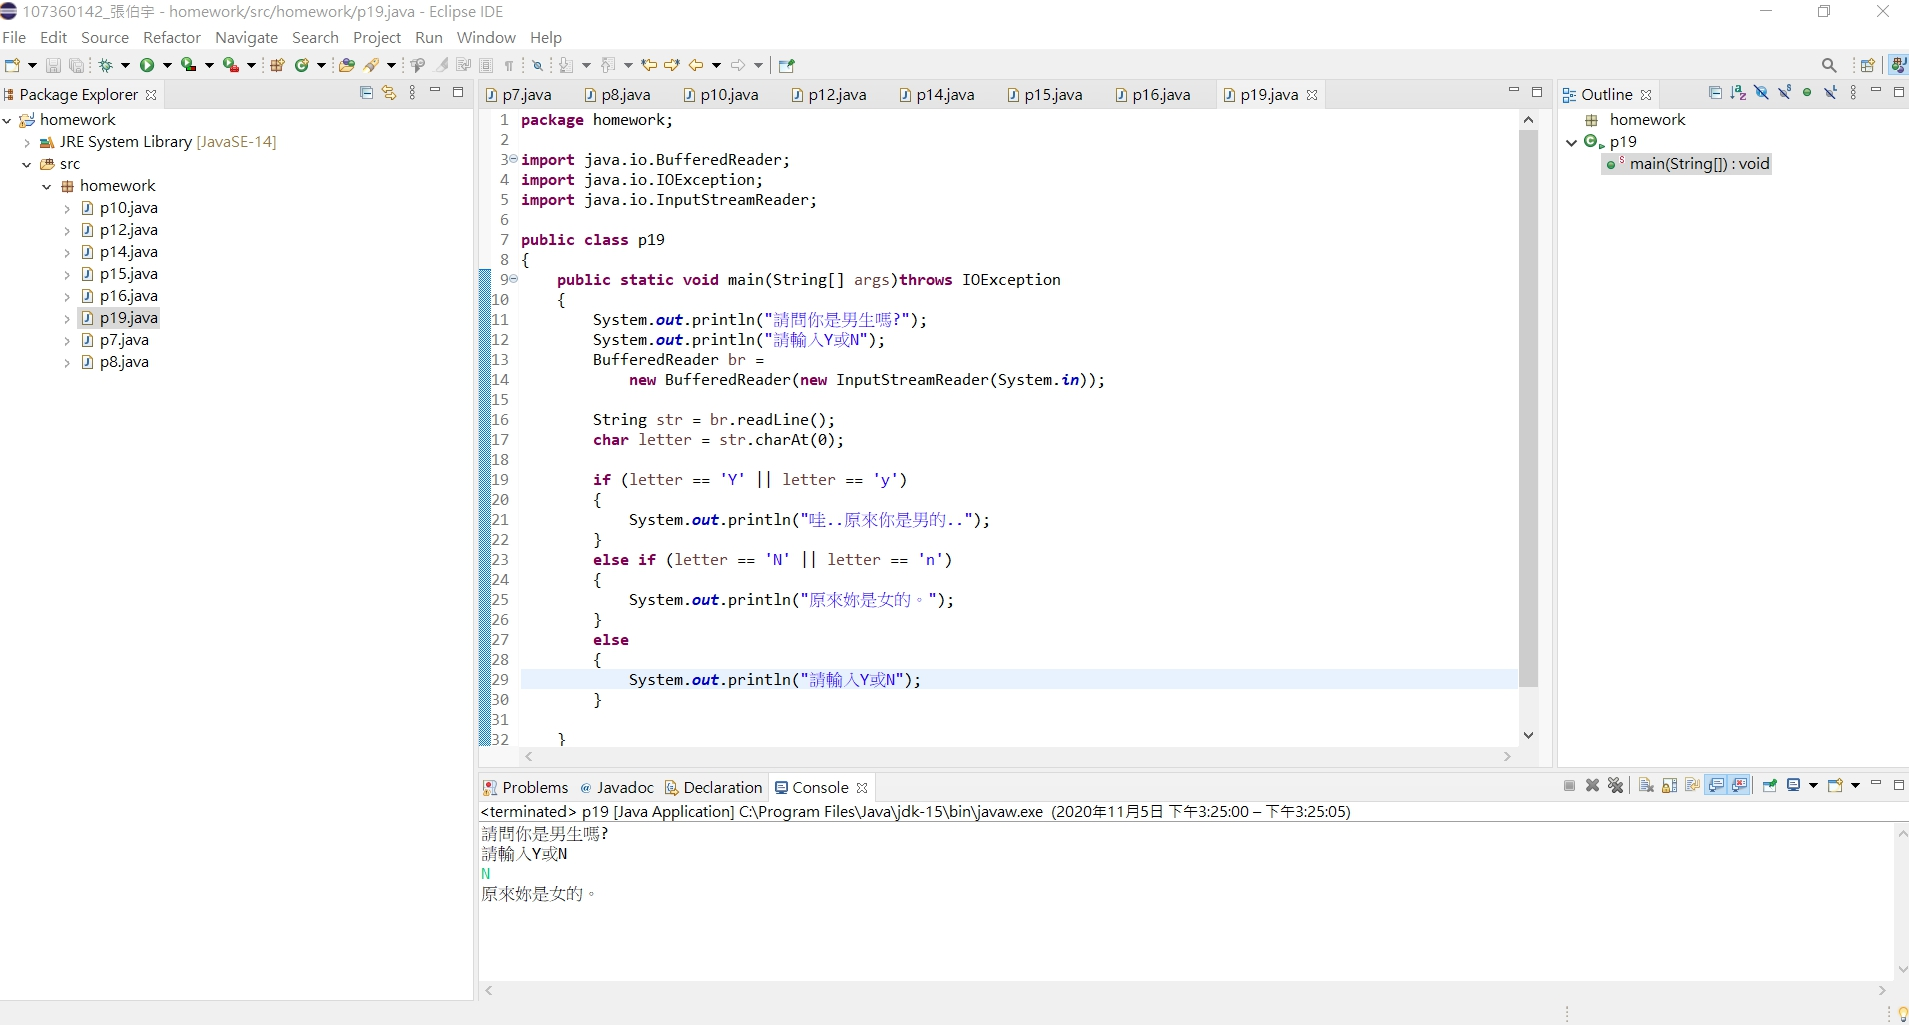 107360142_張伯宇 - homework/src/homework/p19.java - Eclipse IDE
File Edit Source Refactor Navigate Search Project Run Window Help
Package Explorer
homework
JRE System Library [JavaSE-14]
src
homework
p10.java
p12.java
p14.java
p15.java
p16.java
p19.java
p7.java
p8.java
p7.java p8.java p10.java p12.java p14.java p15.java p16.java p19.java
1 package homework;
2
3 import java.io.BufferedReader;
4 import java.io.IOException;
5 import java.io.InputStreamReader;
6
7 public class p19
8 {
9 public static void main(String[] args)throws IOException
10 {
11 System.out.println("請問你是男生嗎?");
12 System.out.println("請輸入Y或N");
13 BufferedReader br =
14 new BufferedReader(new InputStreamReader(System.in));
15
16 String str = br.readLine();
17 char letter = str.charAt(0);
18
19 if (letter == 'Y' || letter == 'y')
20 {
21 System.out.println("哇..原來你是男的..");
22 }
23 else if (letter == 'N' || letter == 'n')
24 {
25 System.out.println("原來妳是女的。");
26 }
27 else
28 {
29 System.out.println("請輸入Y或N");
30 }
31
32 }
Outline
homework
p19
main(String[]) : void
Problems Javadoc Declaration Console
<terminated> p19 [Java Application] C:\Program Files\Java\jdk-15\bin\javaw.exe (2020年11月5日 下午3:25:00 – 下午3:25:05)
請問你是男生嗎?
請輸入Y或N
N
原來妳是女的。